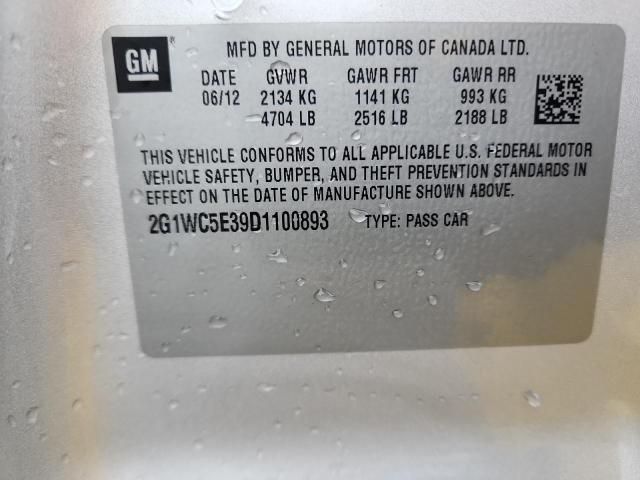 GM
MFD BY GENERAL MOTORS OF CANADA LTD.
DATE GVWR GAWR FRT GAWR RR
06/12 2134 KG 1141 KG 993 KG
4704 LB 2516 LB 2188 LB
THIS VEHICLE CONFORMS TO ALL APPLICABLE U.S. FEDERAL MOTOR
VEHICLE SAFETY, BUMPER, AND THEFT PREVENTION STANDARDS IN
EFFECT ON THE DATE OF MANUFACTURE SHOWN ABOVE.
2G1WC5E39D1100893 TYPE: PASS CAR